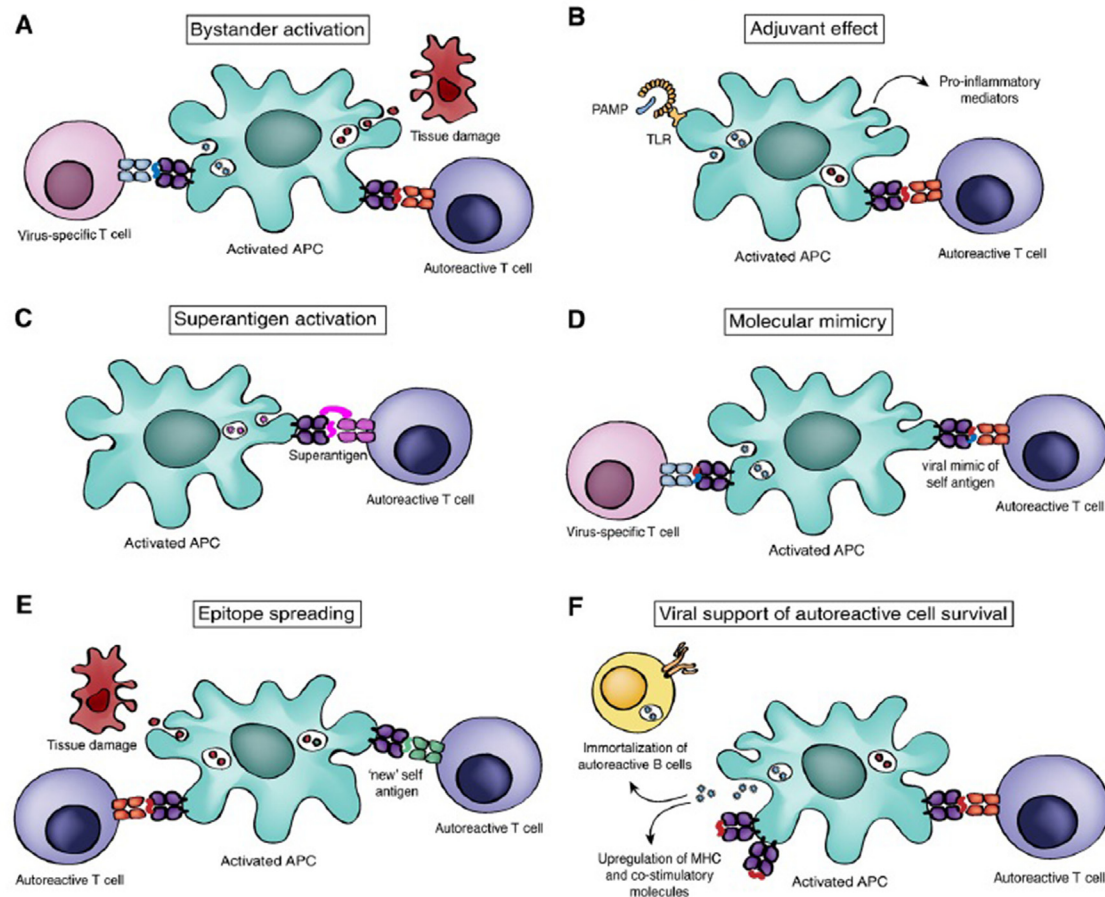 A
Bystander activation
Tissue damage
Virus-specific T cell
Activated APC
Autoreactive T cell
B
Adjuvant effect
PAMP
TLR
Pro-inflammatory
mediators
Activated APC
Autoreactive T cell
C
Superantigen activation
Superantigen
Autoreactive T cell
Activated APC
D
Molecular mimicry
viral mimic of
self antigen
Autoreactive T cell
Virus-specific T cell
Activated APC
E
Epitope spreading
Tissue damage
'new' self
antigen
Autoreactive T cell
Activated APC
Autoreactive T cell
F
Viral support of autoreactive cell survival
Immortalization of
autoreactive B cells
Upregulation of MHC
and co-stimulatory
molecules
Activated APC
Autoreactive T cell